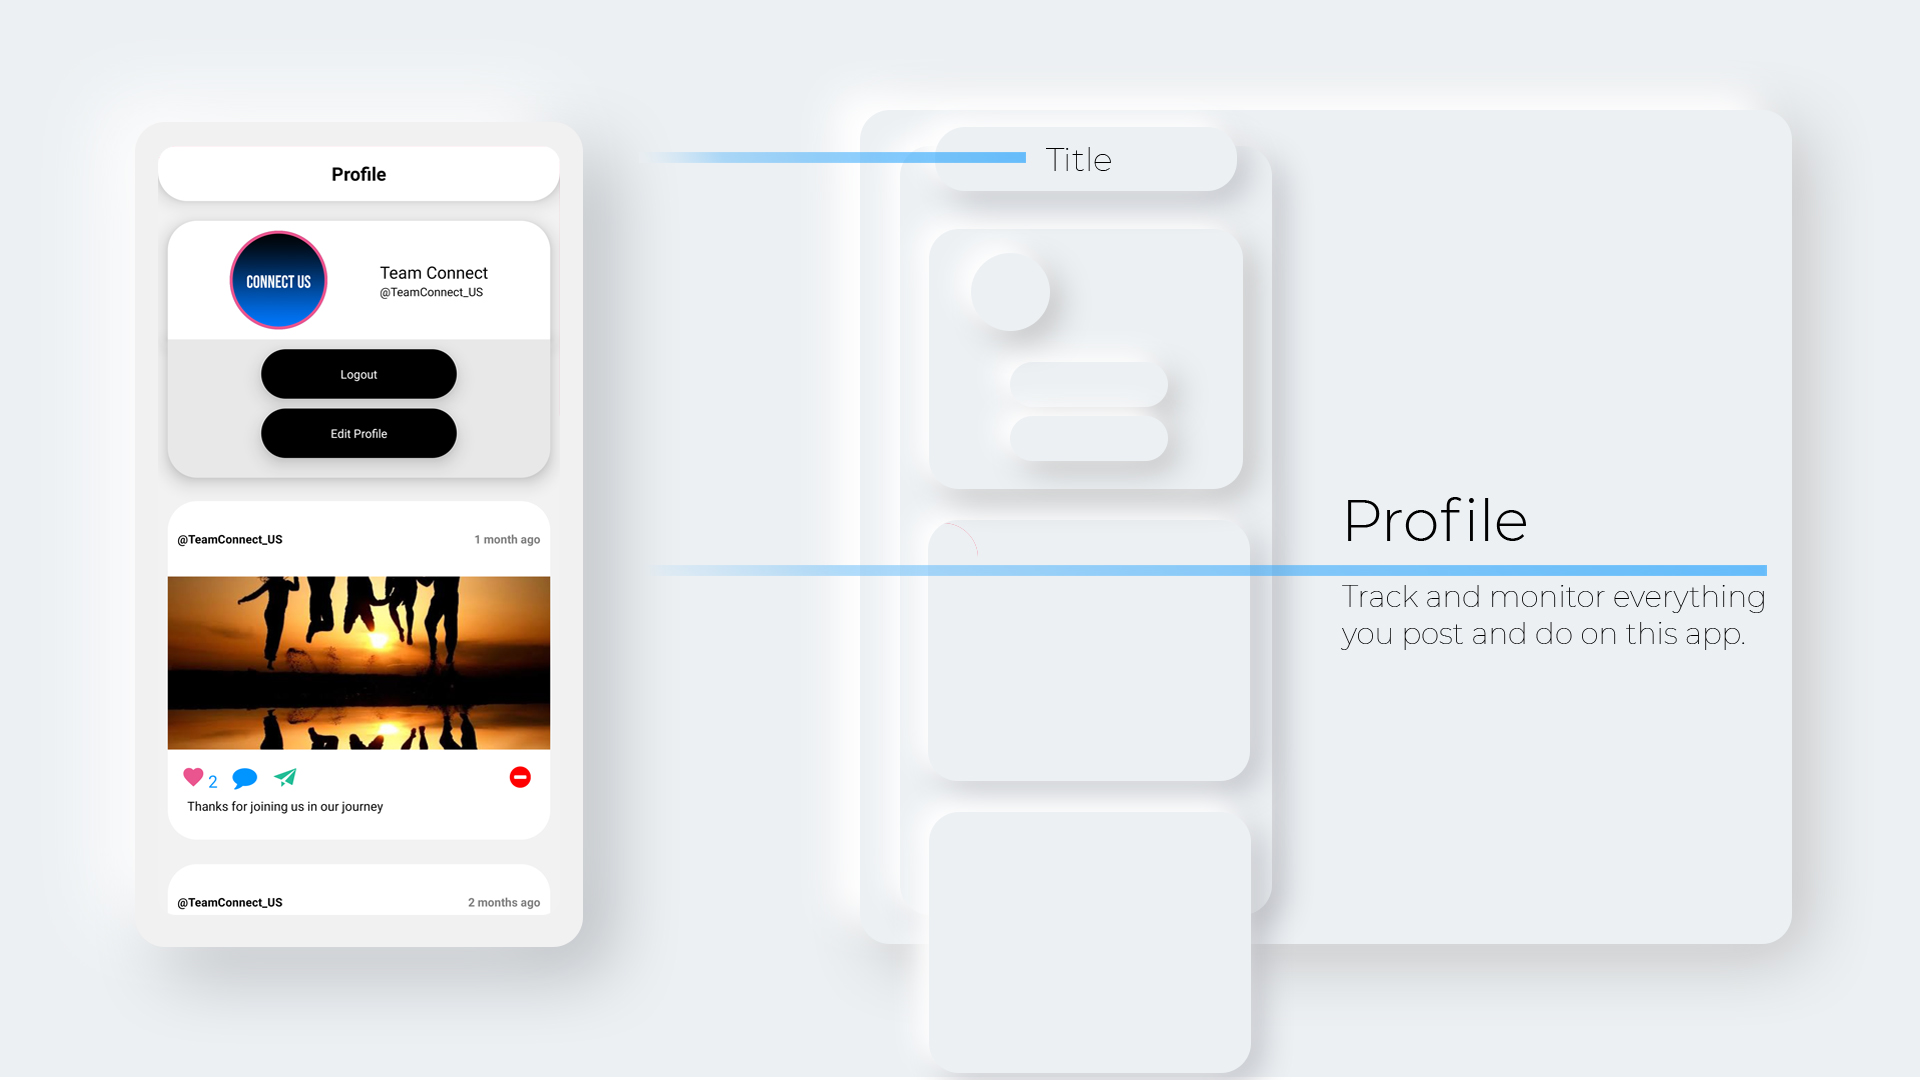 Profile
CONNECT US
Team Connect
@TeamConnect_US
Logout
Edit Profile
@TeamConnect_US 1 month ago
2
Thanks for joining us in our journey
@TeamConnect_US 2 months ago
Title
Profile
Track and monitor everything
you post and do on this app.